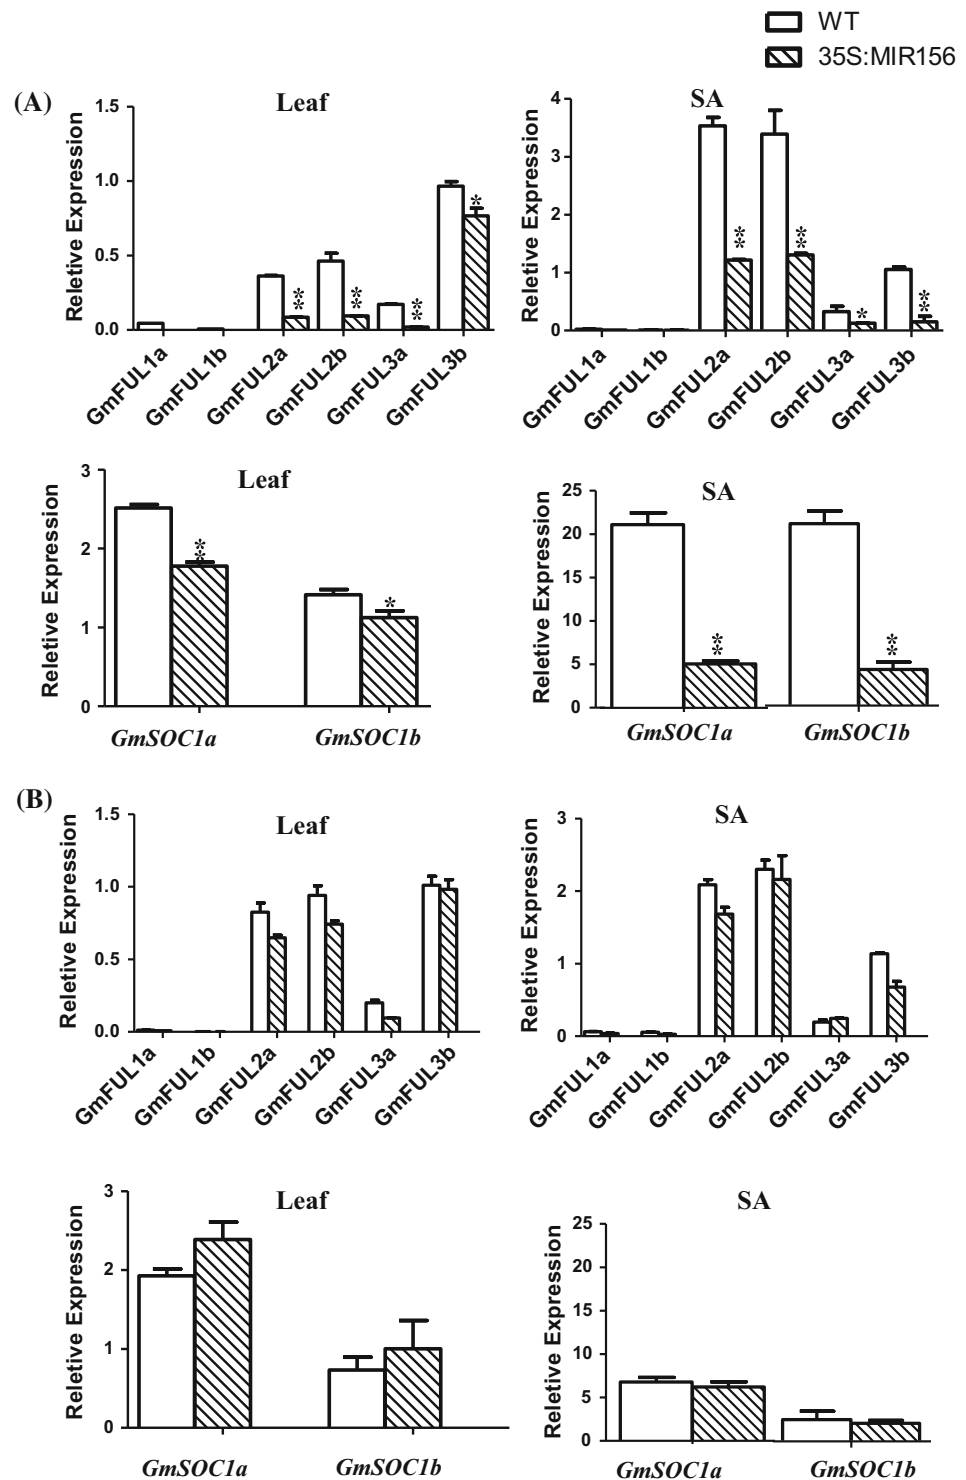 WT
35S:MIR156
(A)
Leaf
Reletive Expression
1.5
1.0
0.5
0.0
GmFUL1a
GmFUL1b
GmFUL2a
GmFUL2b
GmFUL3a
GmFUL3b
**
**
**
*
SA
Reletive Expression
4
3
2
1
0
GmFUL1a
GmFUL1b
GmFUL2a
GmFUL2b
GmFUL3a
GmFUL3b
**
**
*
**
Leaf
Reletive Expression
3
2
1
0
**
*
GmSOC1a
GmSOC1b
SA
Reletive Expression
25
20
15
10
5
0
**
**
GmSOC1a
GmSOC1b
(B)
Leaf
Reletive Expression
1.5
1.0
0.5
0.0
GmFUL1a
GmFUL1b
GmFUL2a
GmFUL2b
GmFUL3a
GmFUL3b
SA
Reletive Expression
3
2
1
0
GmFUL1a
GmFUL1b
GmFUL2a
GmFUL2b
GmFUL3a
GmFUL3b
Leaf
Reletive Expression
3
2
1
0
GmSOC1a
GmSOC1b
SA
Reletive Expression
25
20
15
10
5
0
GmSOC1a
GmSOC1b